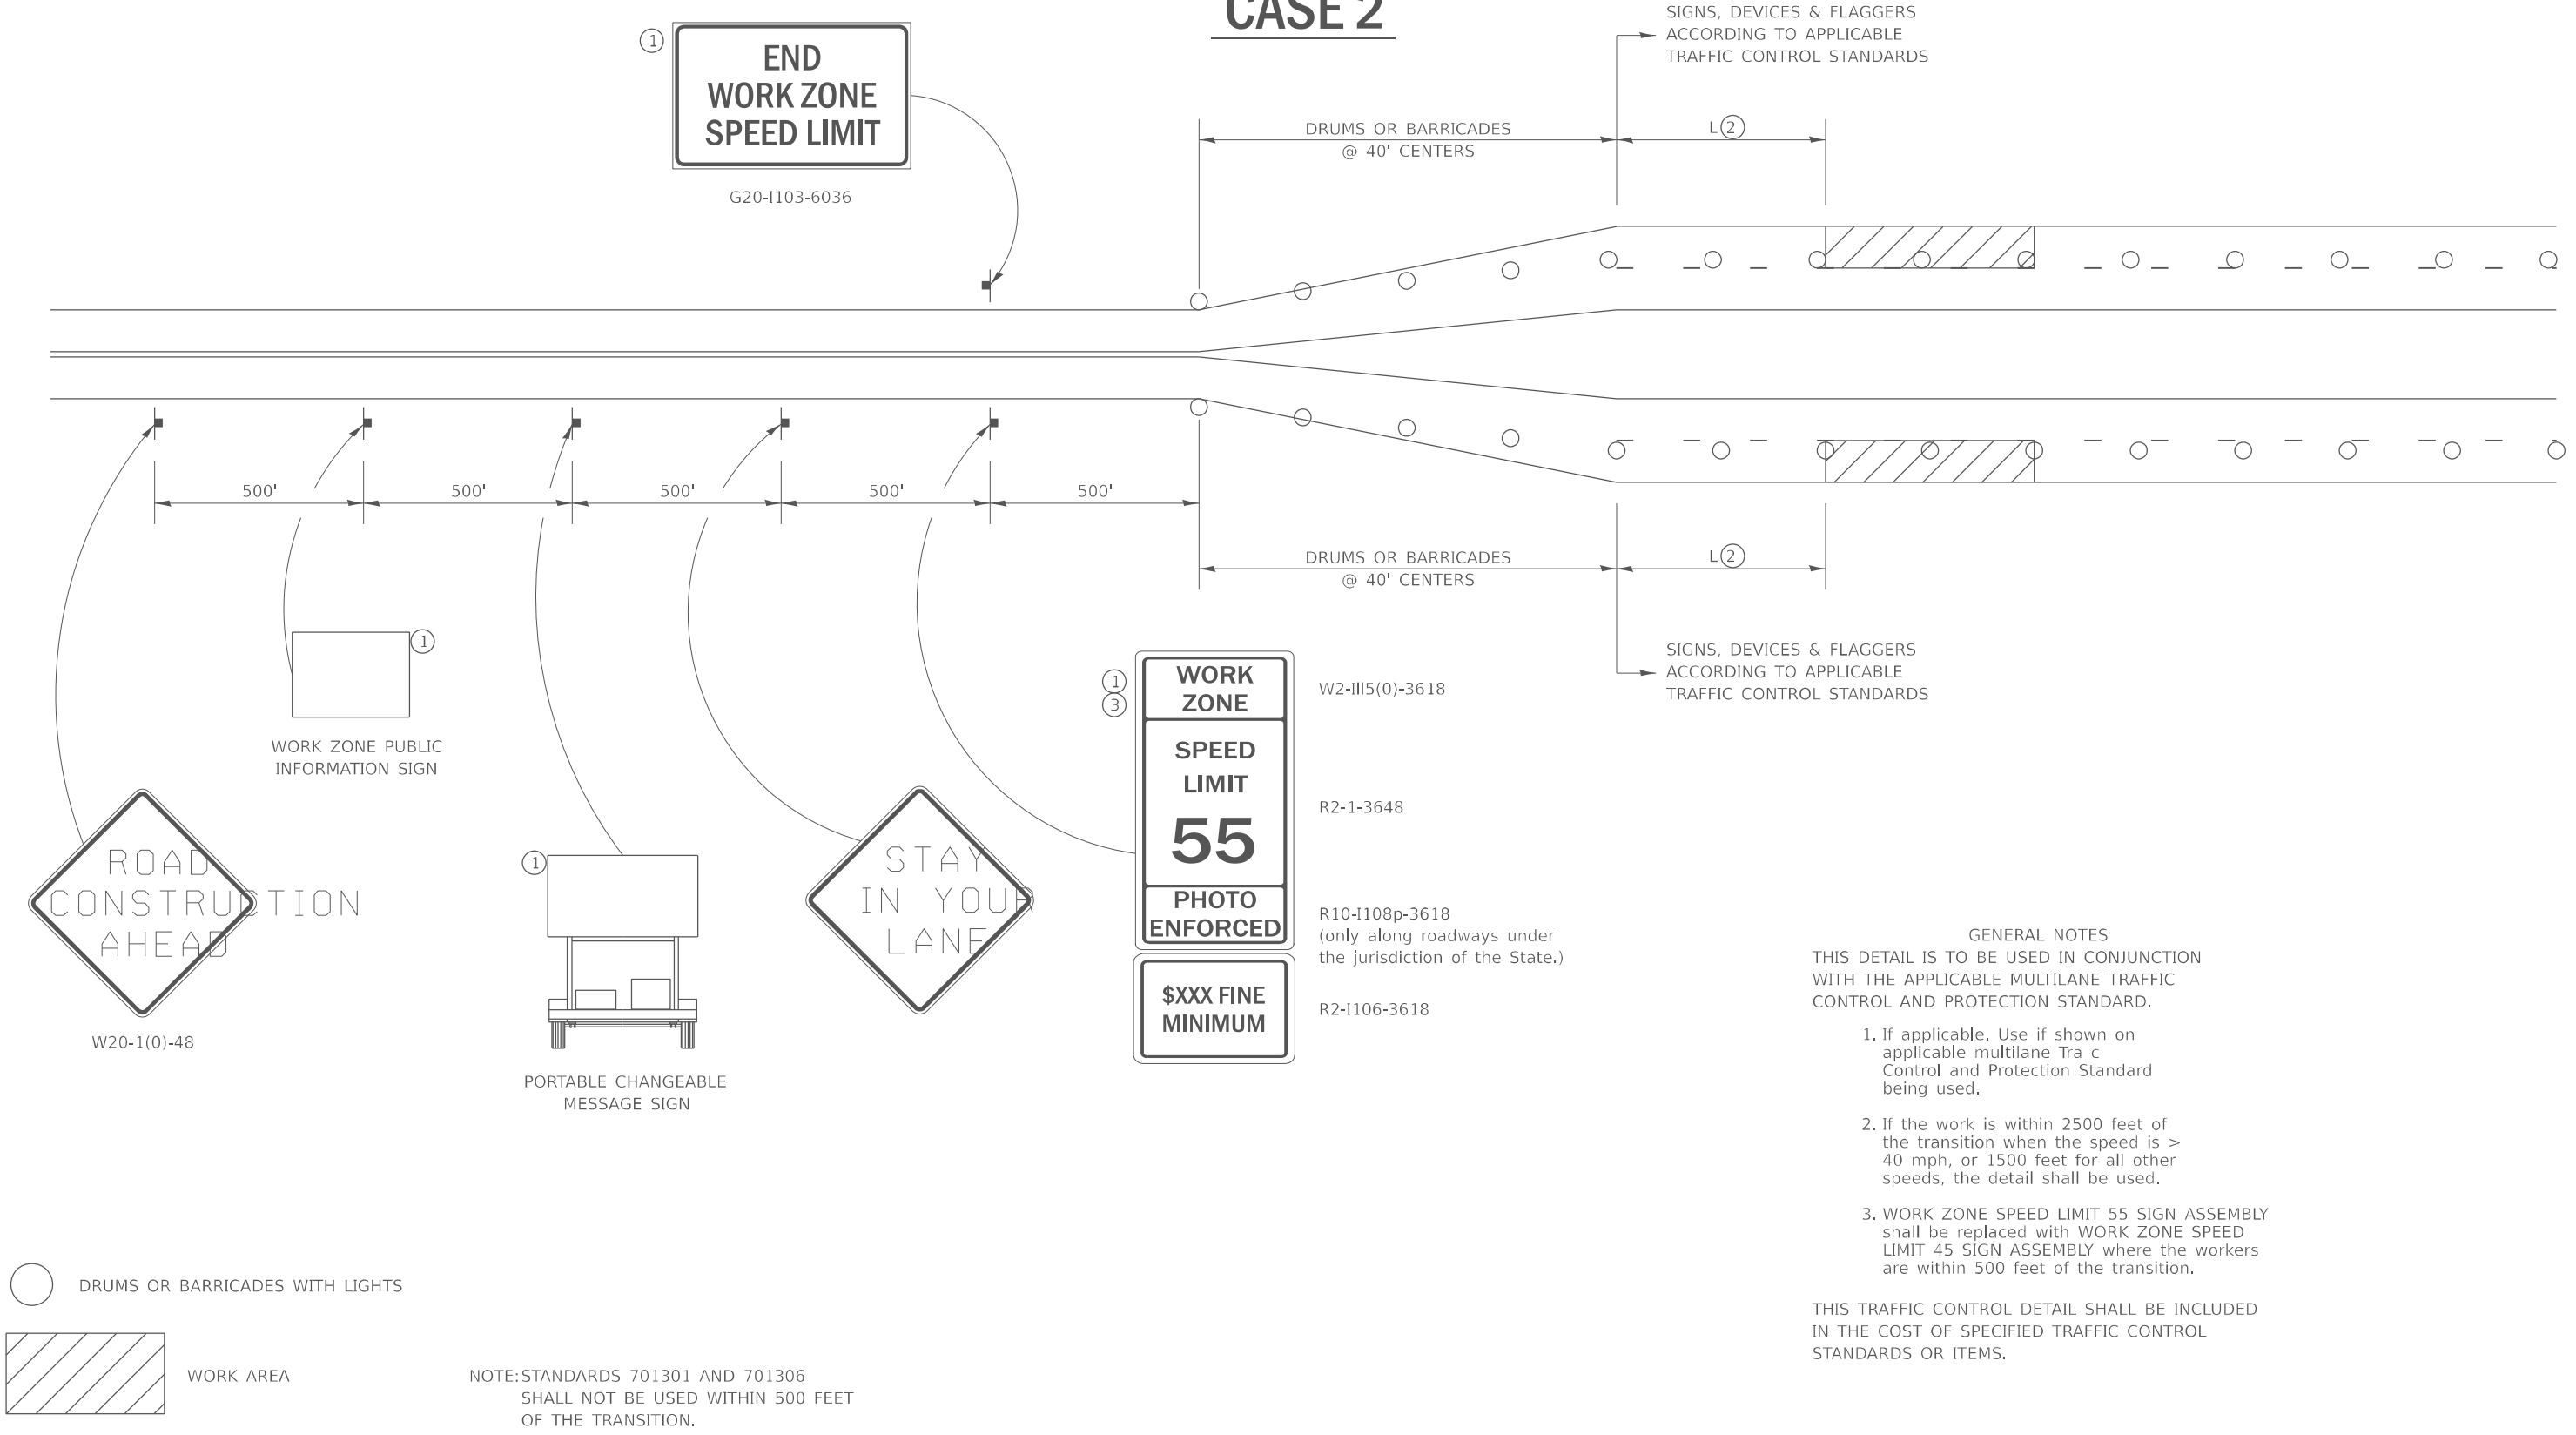 CASE 2
SIGNS, DEVICES & FLAGGERS
ACCORDING TO APPLICABLE
TRAFFIC CONTROL STANDARDS
1
END
WORK ZONE
SPEED LIMIT
G20-I103-6036
DRUMS OR BARRICADES
@ 40' CENTERS
L 2
500'
500'
500'
500'
500'
DRUMS OR BARRICADES
@ 40' CENTERS
L 2
SIGNS, DEVICES & FLAGGERS
ACCORDING TO APPLICABLE
TRAFFIC CONTROL STANDARDS
1
WORK ZONE PUBLIC
INFORMATION SIGN
ROAD
CONSTRUCTION
AHEAD
W20-1(0)-48
1
PORTABLE CHANGEABLE
MESSAGE SIGN
STAY
IN YOUR
LANE
1
3
WORK
ZONE
W2-III5(0)-3618
SPEED
LIMIT
55
R2-1-3648
PHOTO
ENFORCED
R10-I108p-3618
(only along roadways under
the jurisdiction of the State.)
$XXX FINE
MINIMUM
R2-I106-3618
GENERAL NOTES
THIS DETAIL IS TO BE USED IN CONJUNCTION
WITH THE APPLICABLE MULTILANE TRAFFIC
CONTROL AND PROTECTION STANDARD.
1. If applicable. Use if shown on
applicable multilane Tra c
Control and Protection Standard
being used.
2. If the work is within 2500 feet of
the transition when the speed is >
40 mph, or 1500 feet for all other
speeds, the detail shall be used.
3. WORK ZONE SPEED LIMIT 55 SIGN ASSEMBLY
shall be replaced with WORK ZONE SPEED
LIMIT 45 SIGN ASSEMBLY where the workers
are within 500 feet of the transition.
THIS TRAFFIC CONTROL DETAIL SHALL BE INCLUDED
IN THE COST OF SPECIFIED TRAFFIC CONTROL
STANDARDS OR ITEMS.
DRUMS OR BARRICADES WITH LIGHTS
WORK AREA
NOTE: STANDARDS 701301 AND 701306
SHALL NOT BE USED WITHIN 500 FEET
OF THE TRANSITION.